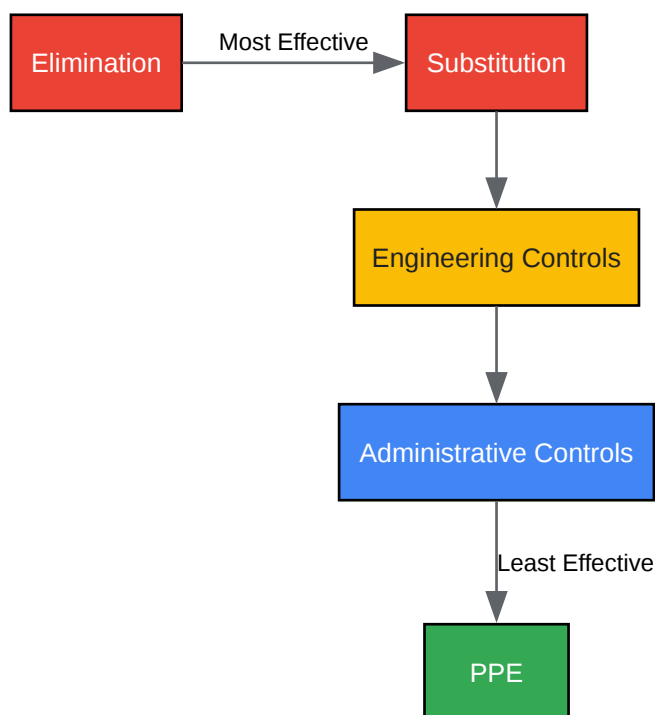 Elimination
Most Effective
Substitution
Engineering Controls
Administrative Controls
Least Effective
PPE